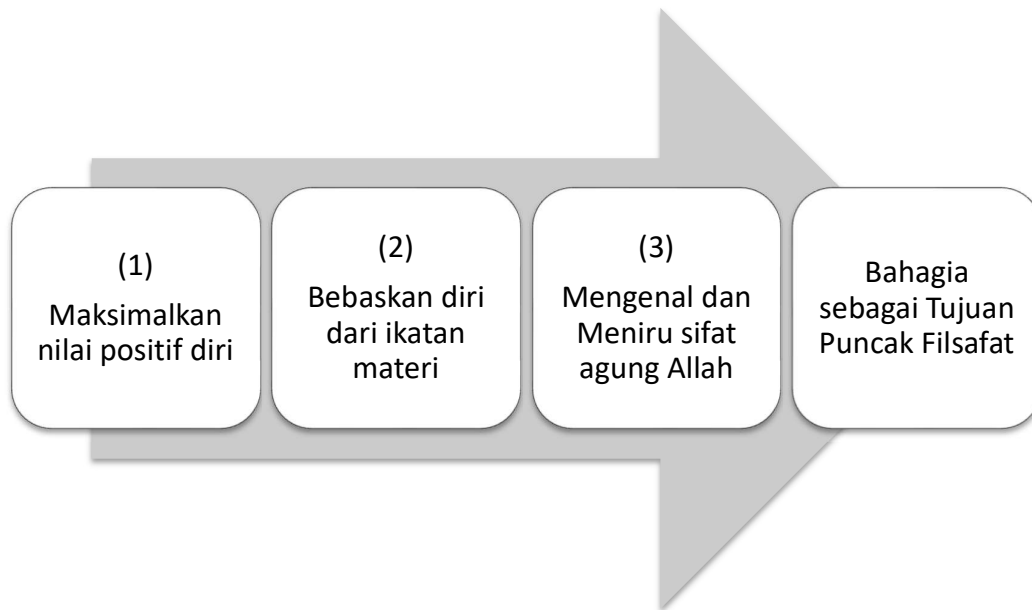 (1)
Maksimalkan
nilai positif diri
(2)
Bebaskan diri
dari ikatan
materi
(3)
Mengenal dan
Meniru sifat
agung Allah
Bahagia
sebagai Tujuan
Puncak Filsafat